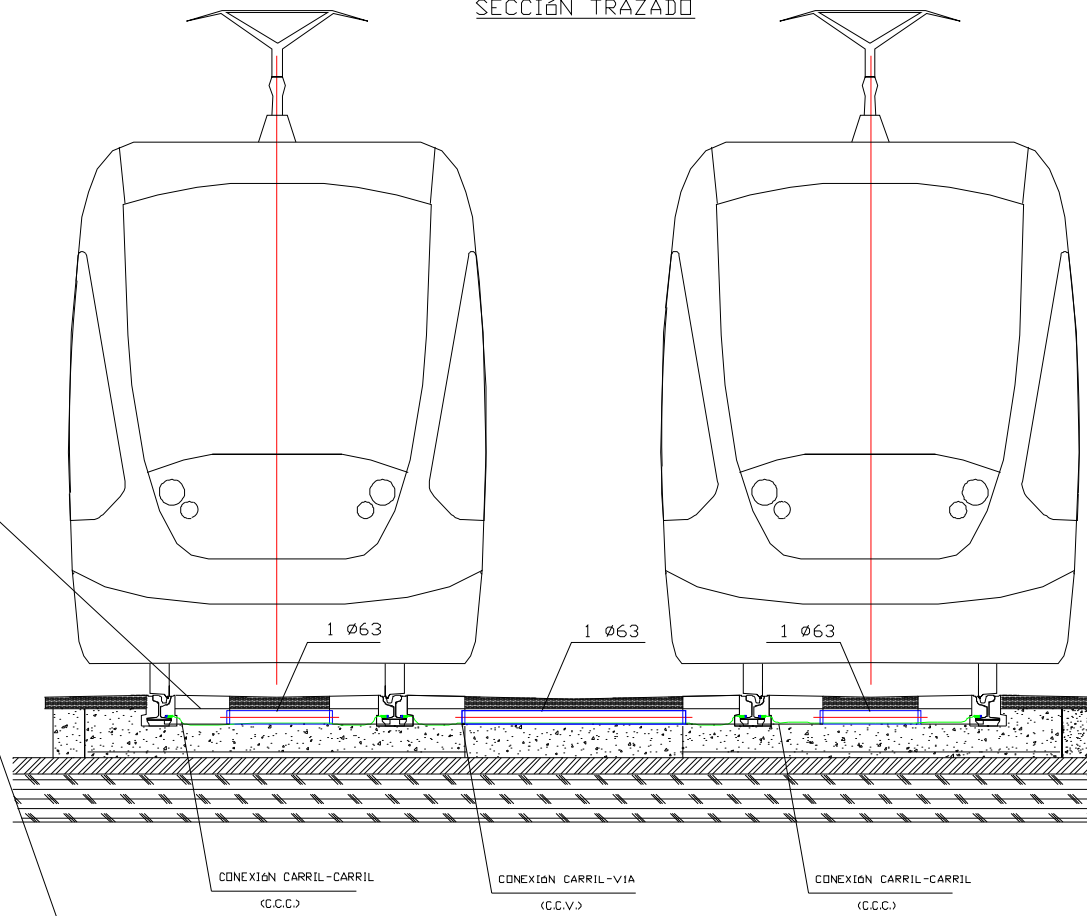 SECCIóN TRAZADO
1 Ø63
1 Ø63
1 Ø63
CONEXIóN CARRIL-CARRIL
(C.C.C.)
CONEXIóN CARRIL-VIA
(C.C.V.)
CONEXIóN CARRIL-CARRIL
(C.C.C.)